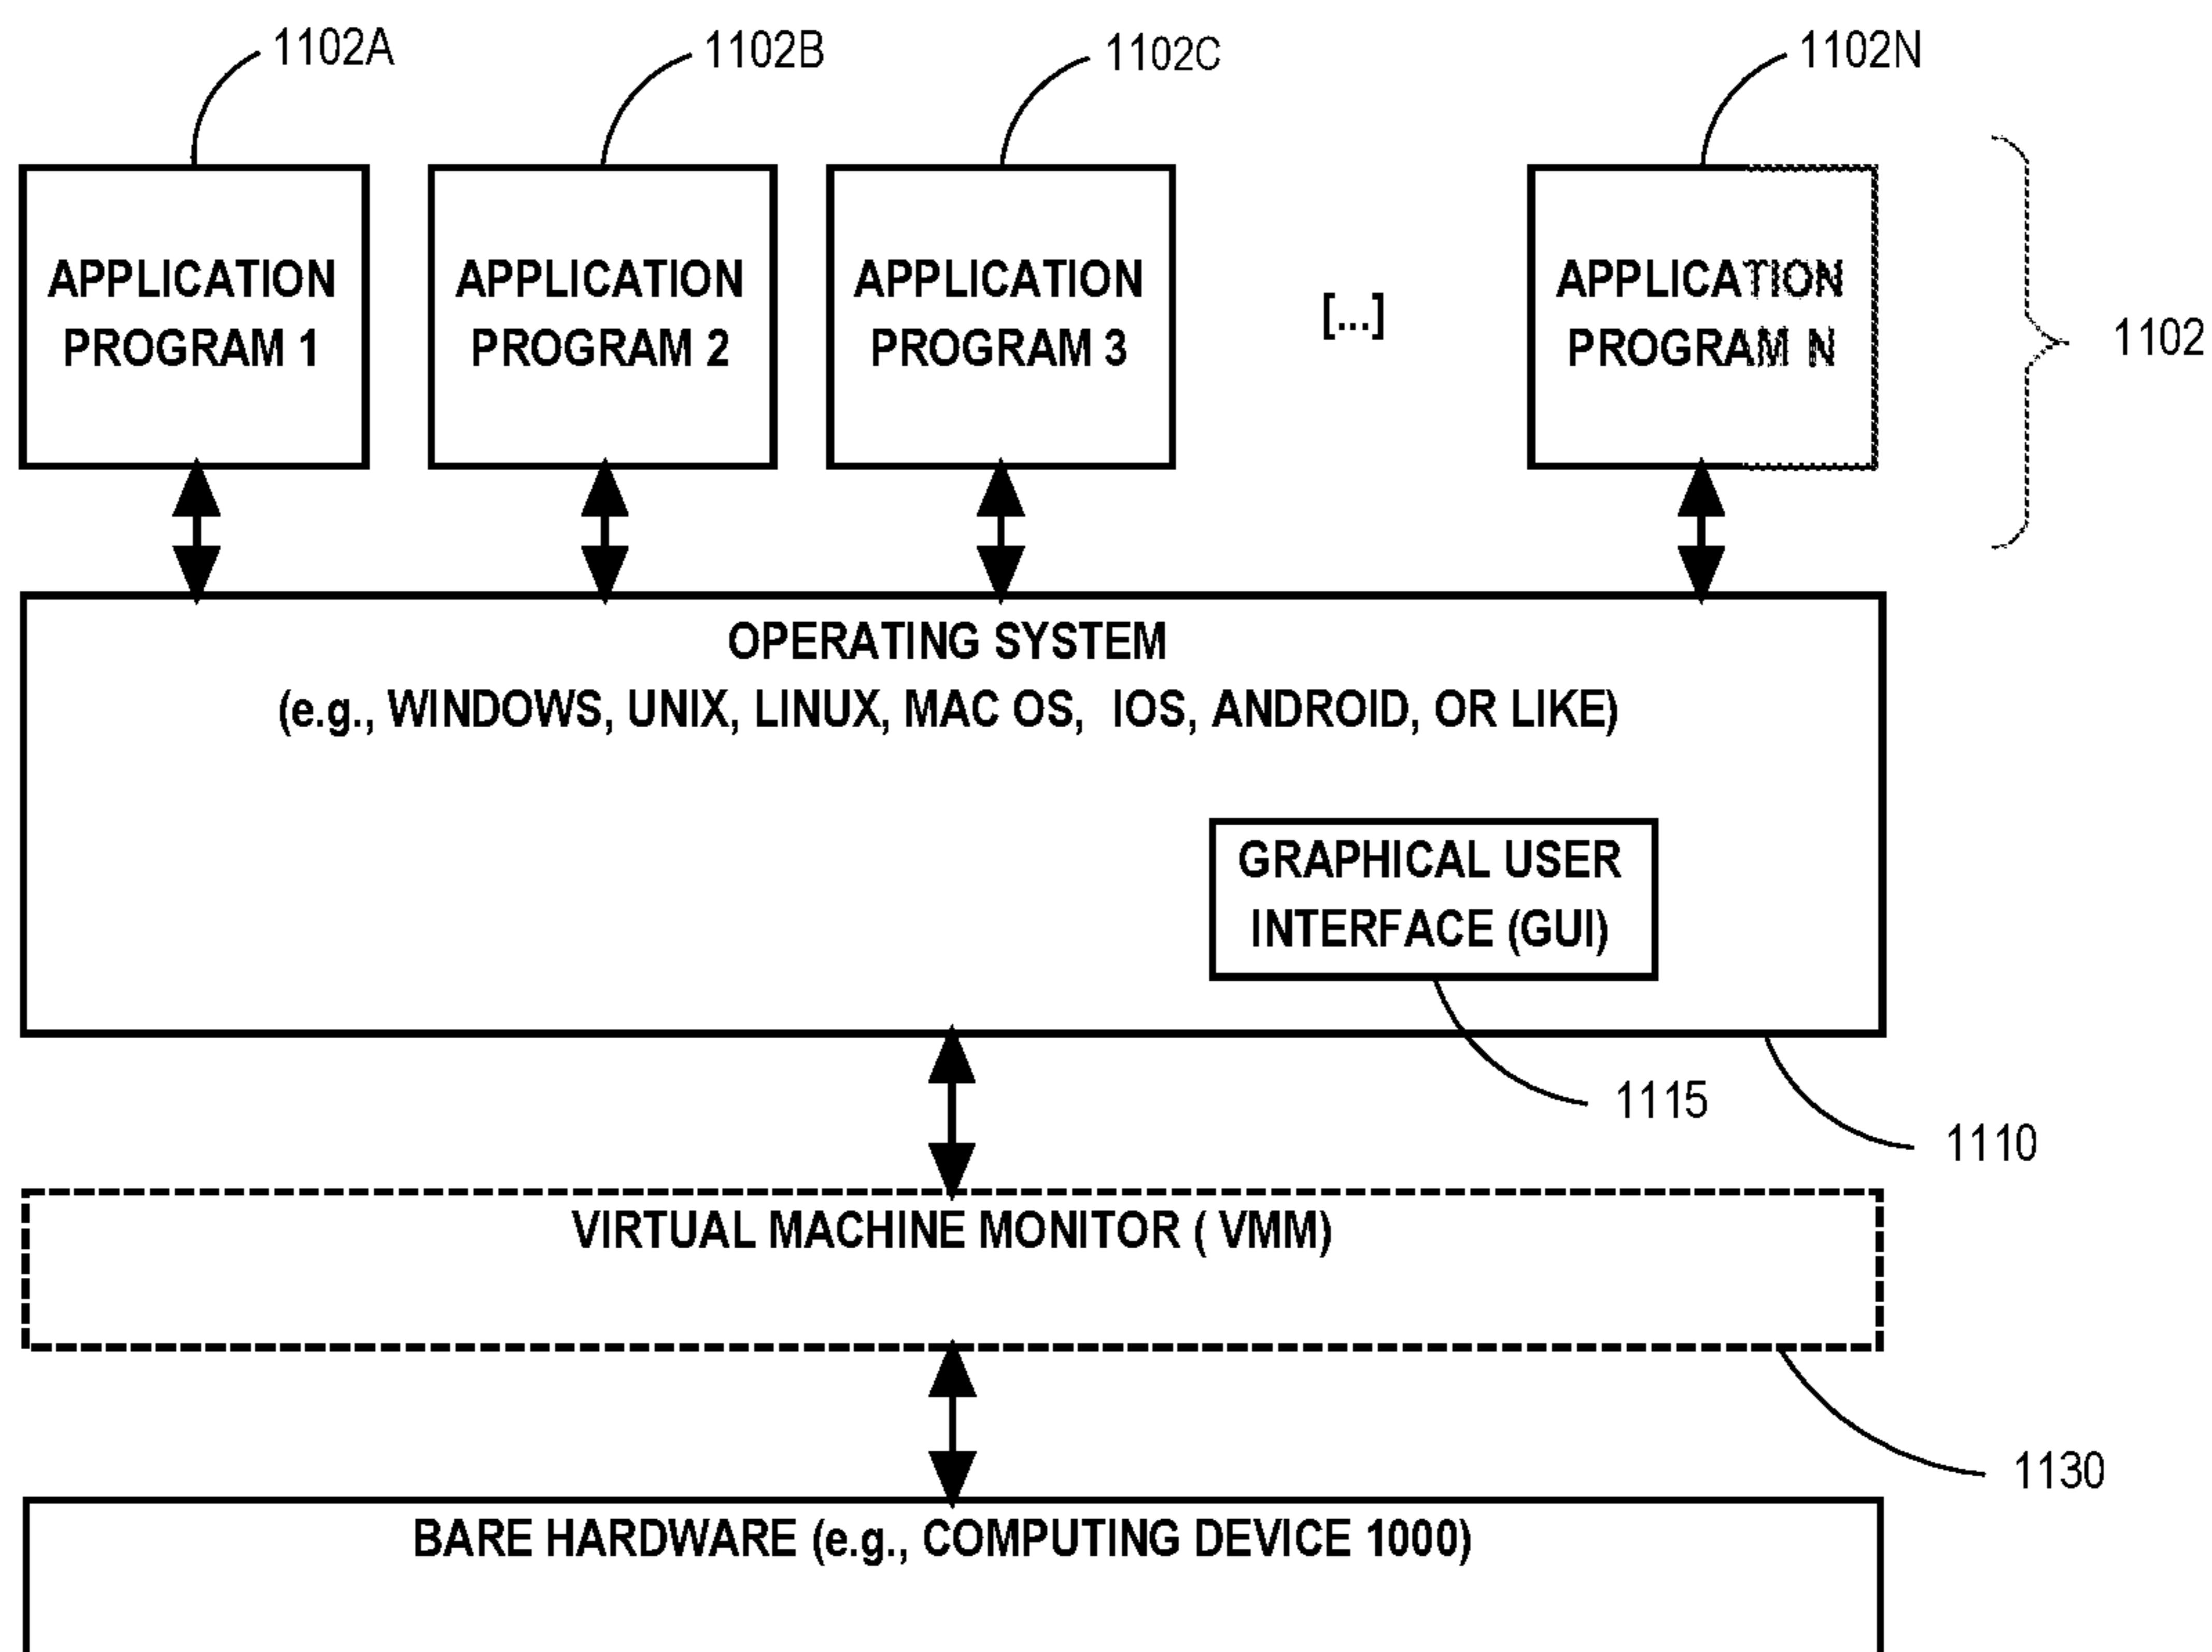 1102A
1102B
1102C
1102N
APPLICATION
PROGRAM 1
APPLICATION
PROGRAM 2
APPLICATION
PROGRAM 3
[...]
APPLICATION
PROGRAM N
1102
OPERATING SYSTEM
(e.g., WINDOWS, UNIX, LINUX, MAC OS, IOS, ANDROID, OR LIKE)
GRAPHICAL USER
INTERFACE (GUI)
1115
1110
VIRTUAL MACHINE MONITOR ( VMM)
1130
BARE HARDWARE (e.g., COMPUTING DEVICE 1000)